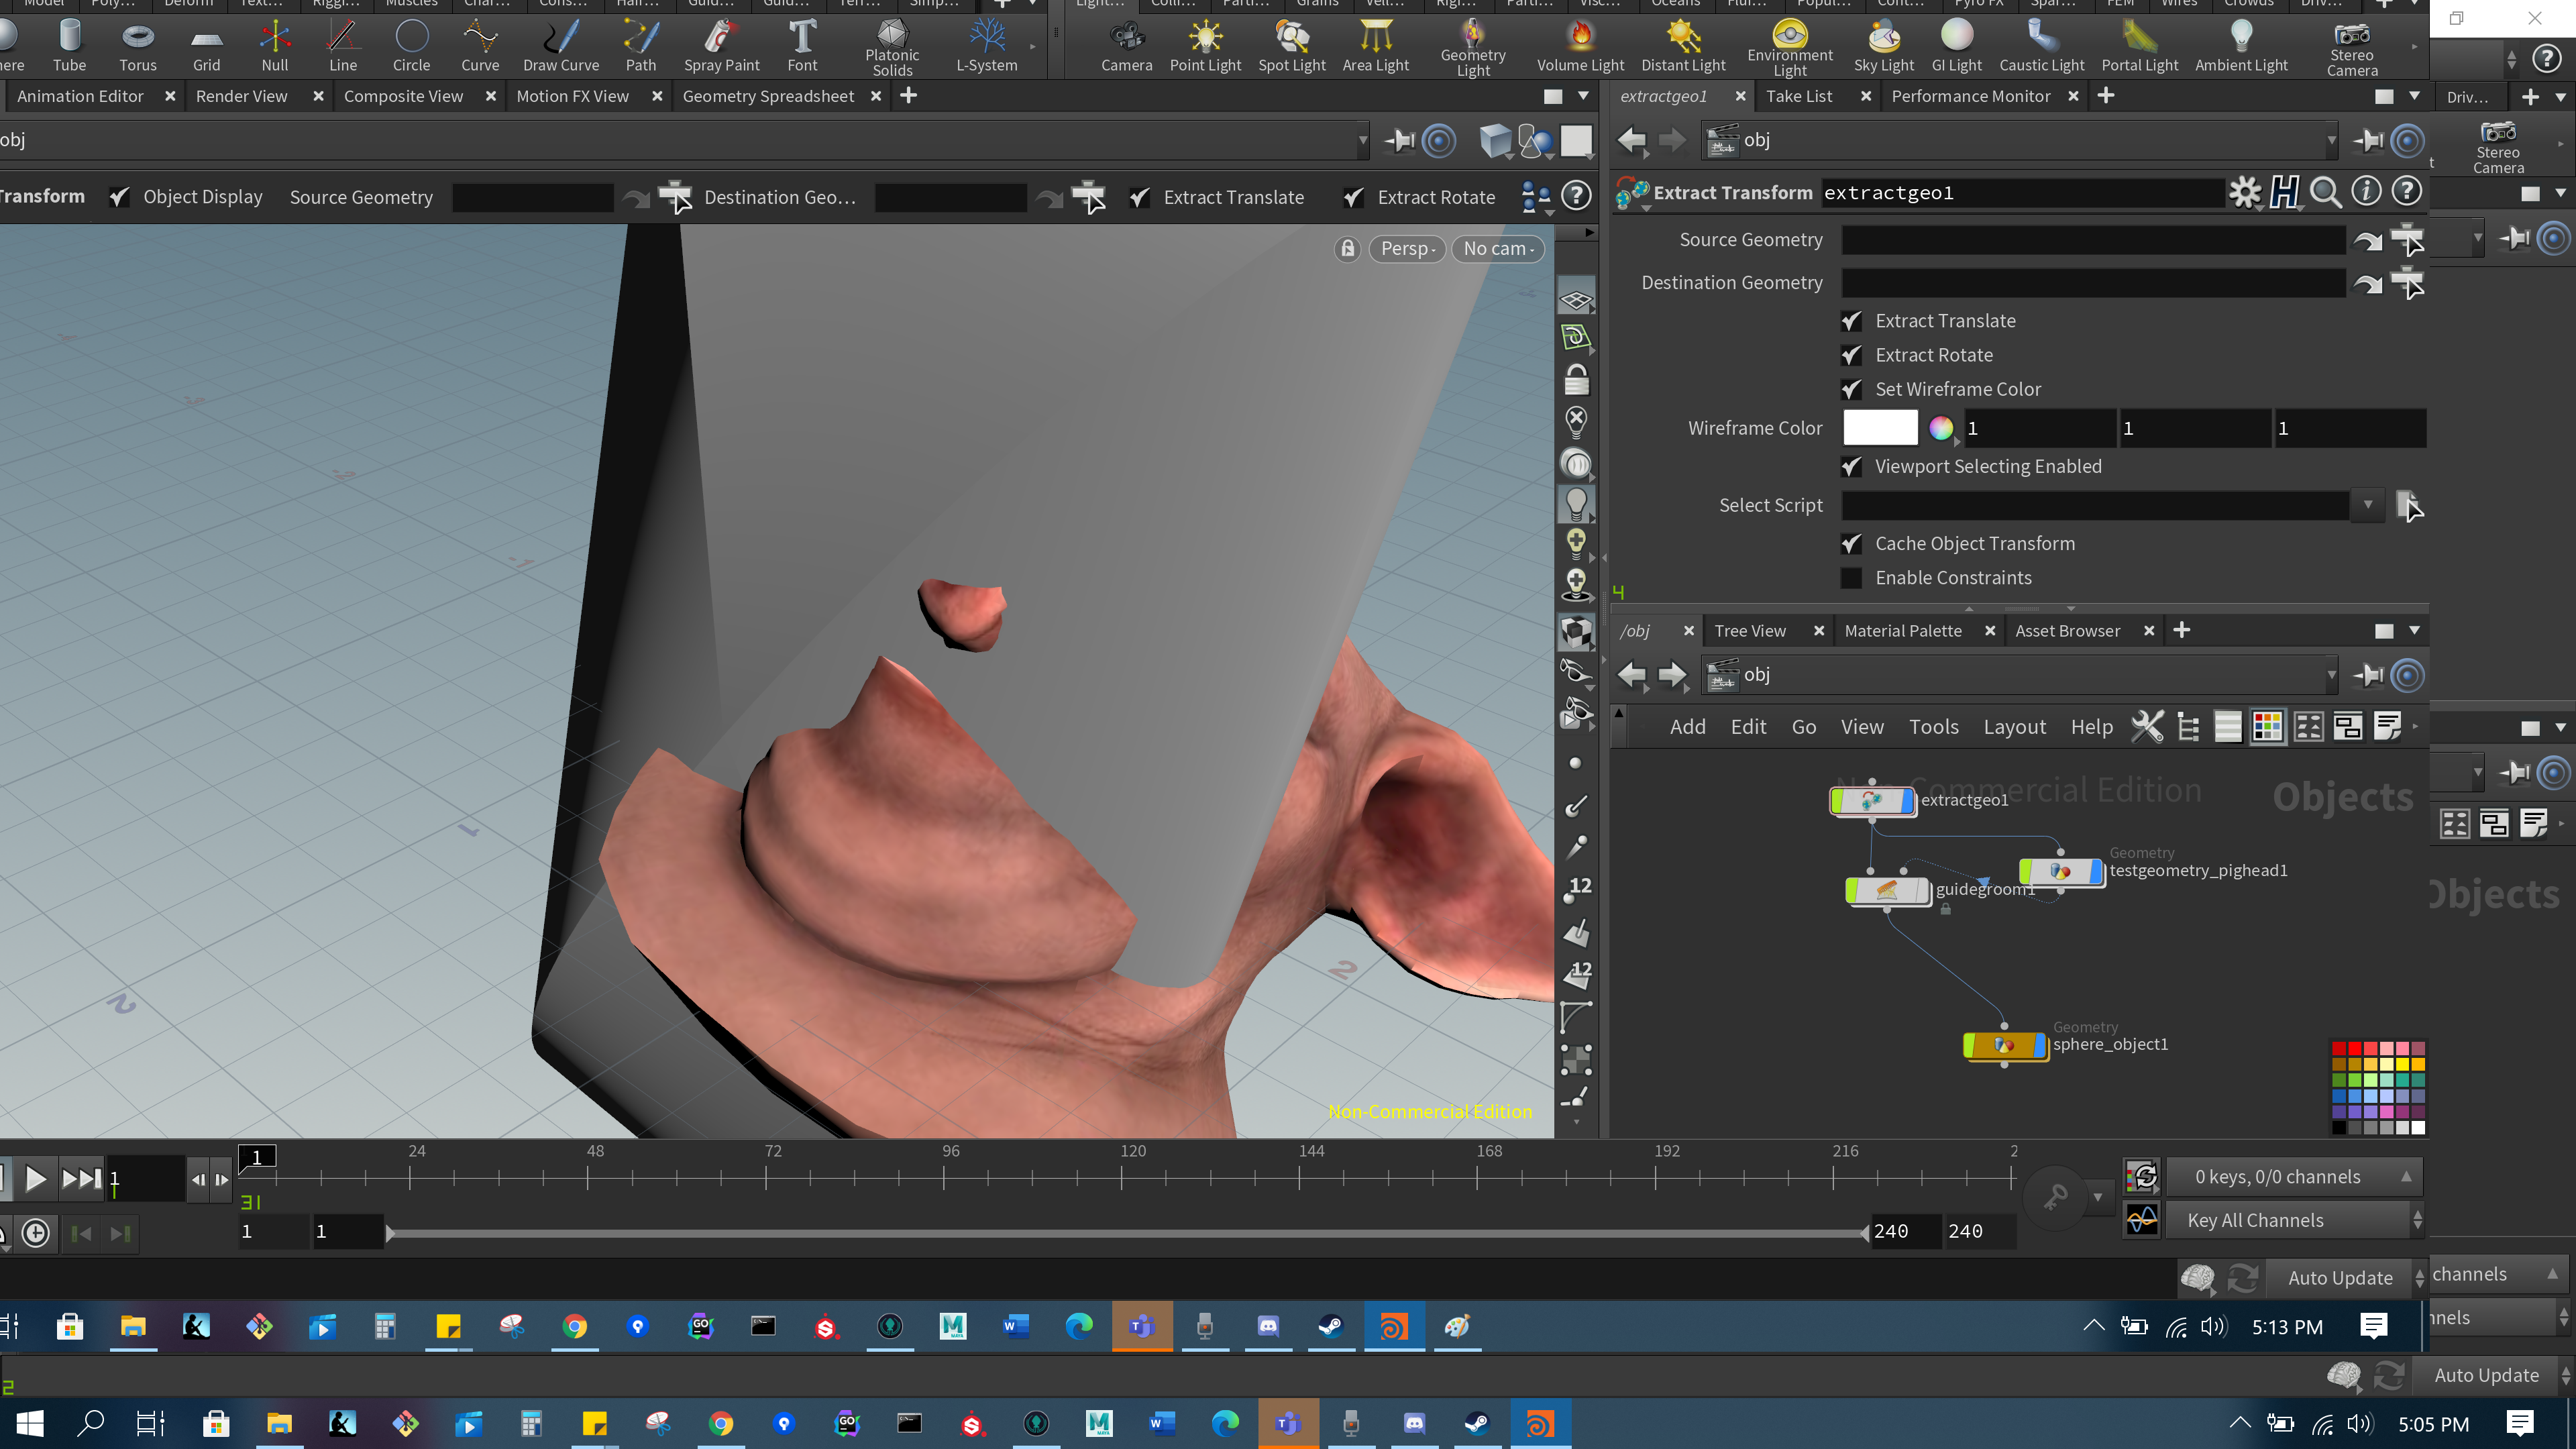 Model Poly... Deform Text... Riggi... Muscles Char... Cons... Hair... Guid... Guid... Terr... Simp...
Light... Colli... Parti... Grains Vell... Rigi... Parti... Visc... Oceans Flui... Popul... Cont... Pyro FX Spar... FEM Wires Crowds Driv...
ere Tube Torus Grid Null Line Circle Curve Draw Curve Path Spray Paint Font Platonic Solids L-System
Camera Point Light Spot Light Area Light Geometry Light Volume Light Distant Light Environment Light Sky Light GI Light Caustic Light Portal Light Ambient Light Stereo Camera
Animation Editor Render View Composite View Motion FX View Geometry Spreadsheet
extractgeo1 Take List Performance Monitor
Driv...
obj
obj
Stereo
Camera
Transform Object Display Source Geometry Destination Geo... Extract Translate Extract Rotate
Extract Transform extractgeo1
Persp No cam
Source Geometry
Destination Geometry
Extract Translate
Extract Rotate
Set Wireframe Color
Wireframe Color 1 1 1
Viewport Selecting Enabled
Select Script
Cache Object Transform
Enable Constraints
4
/obj Tree View Material Palette Asset Browser
obj
Add Edit Go View Tools Layout Help
Non-Commercial Edition
Objects
extractgeo1
Geometry
testgeometry_pighead1
guidegroom1
Objects
Geometry
sphere_object1
12
12
1
2
2
Non-Commercial Edition
1 1 24 48 72 96 120 144 168 192 216 2
31
0 keys, 0/0 channels
1 1 240 240
Key All Channels
Auto Update
channels
nnels
5:13 PM
2
Auto Update
5:05 PM